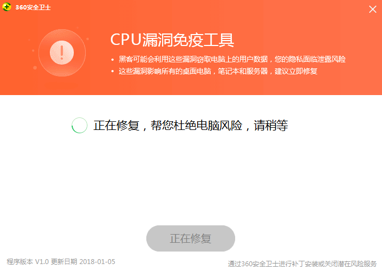 360安全卫士
CPU漏洞免疫工具
• 黑客可能会利用这些漏洞窃取电脑上的用户数据，您的隐私面临泄露风险
• 这些漏洞影响所有的桌面电脑，笔记本和服务器，建议立即修复
正在修复，帮您杜绝电脑风险，请稍等
正在修复
程序版本 V1.0 更新日期 2018-01-05
通过360安全卫士进行补丁安装或关闭潜在风险服务